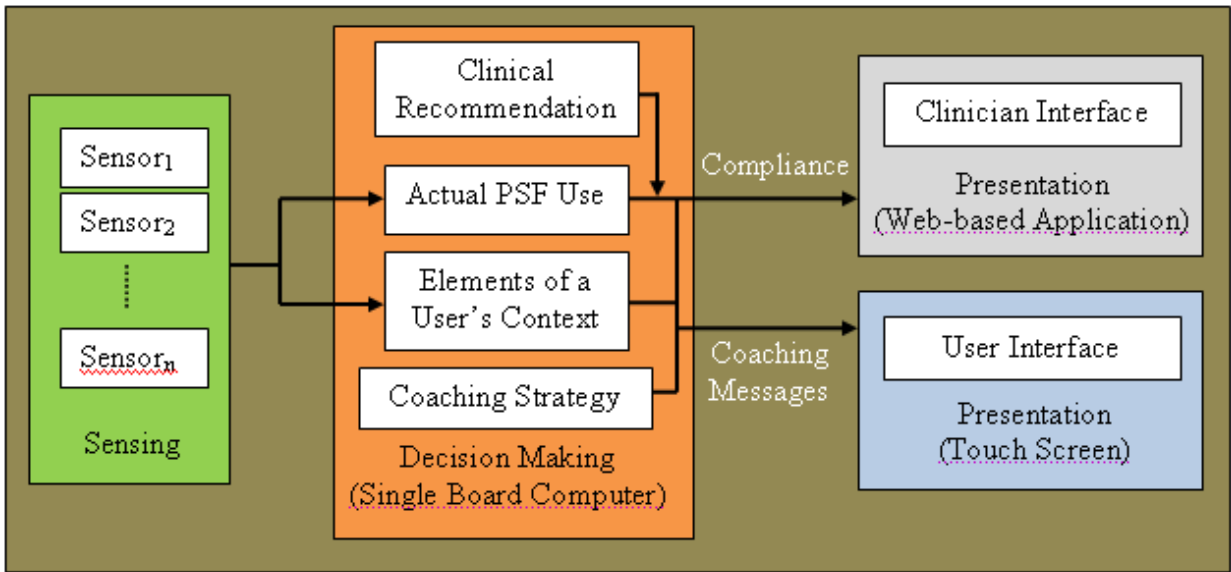 Sensor1
Sensor2
Sensorn
Sensing
Clinical
Recommendation
Actual PSF Use
Elements of a
User's Context
Coaching Strategy
Decision Making
(Single Board Computer)
Compliance
Coaching
Messages
Clinician Interface
Presentation
(Web-based Application)
User Interface
Presentation
(Touch Screen)